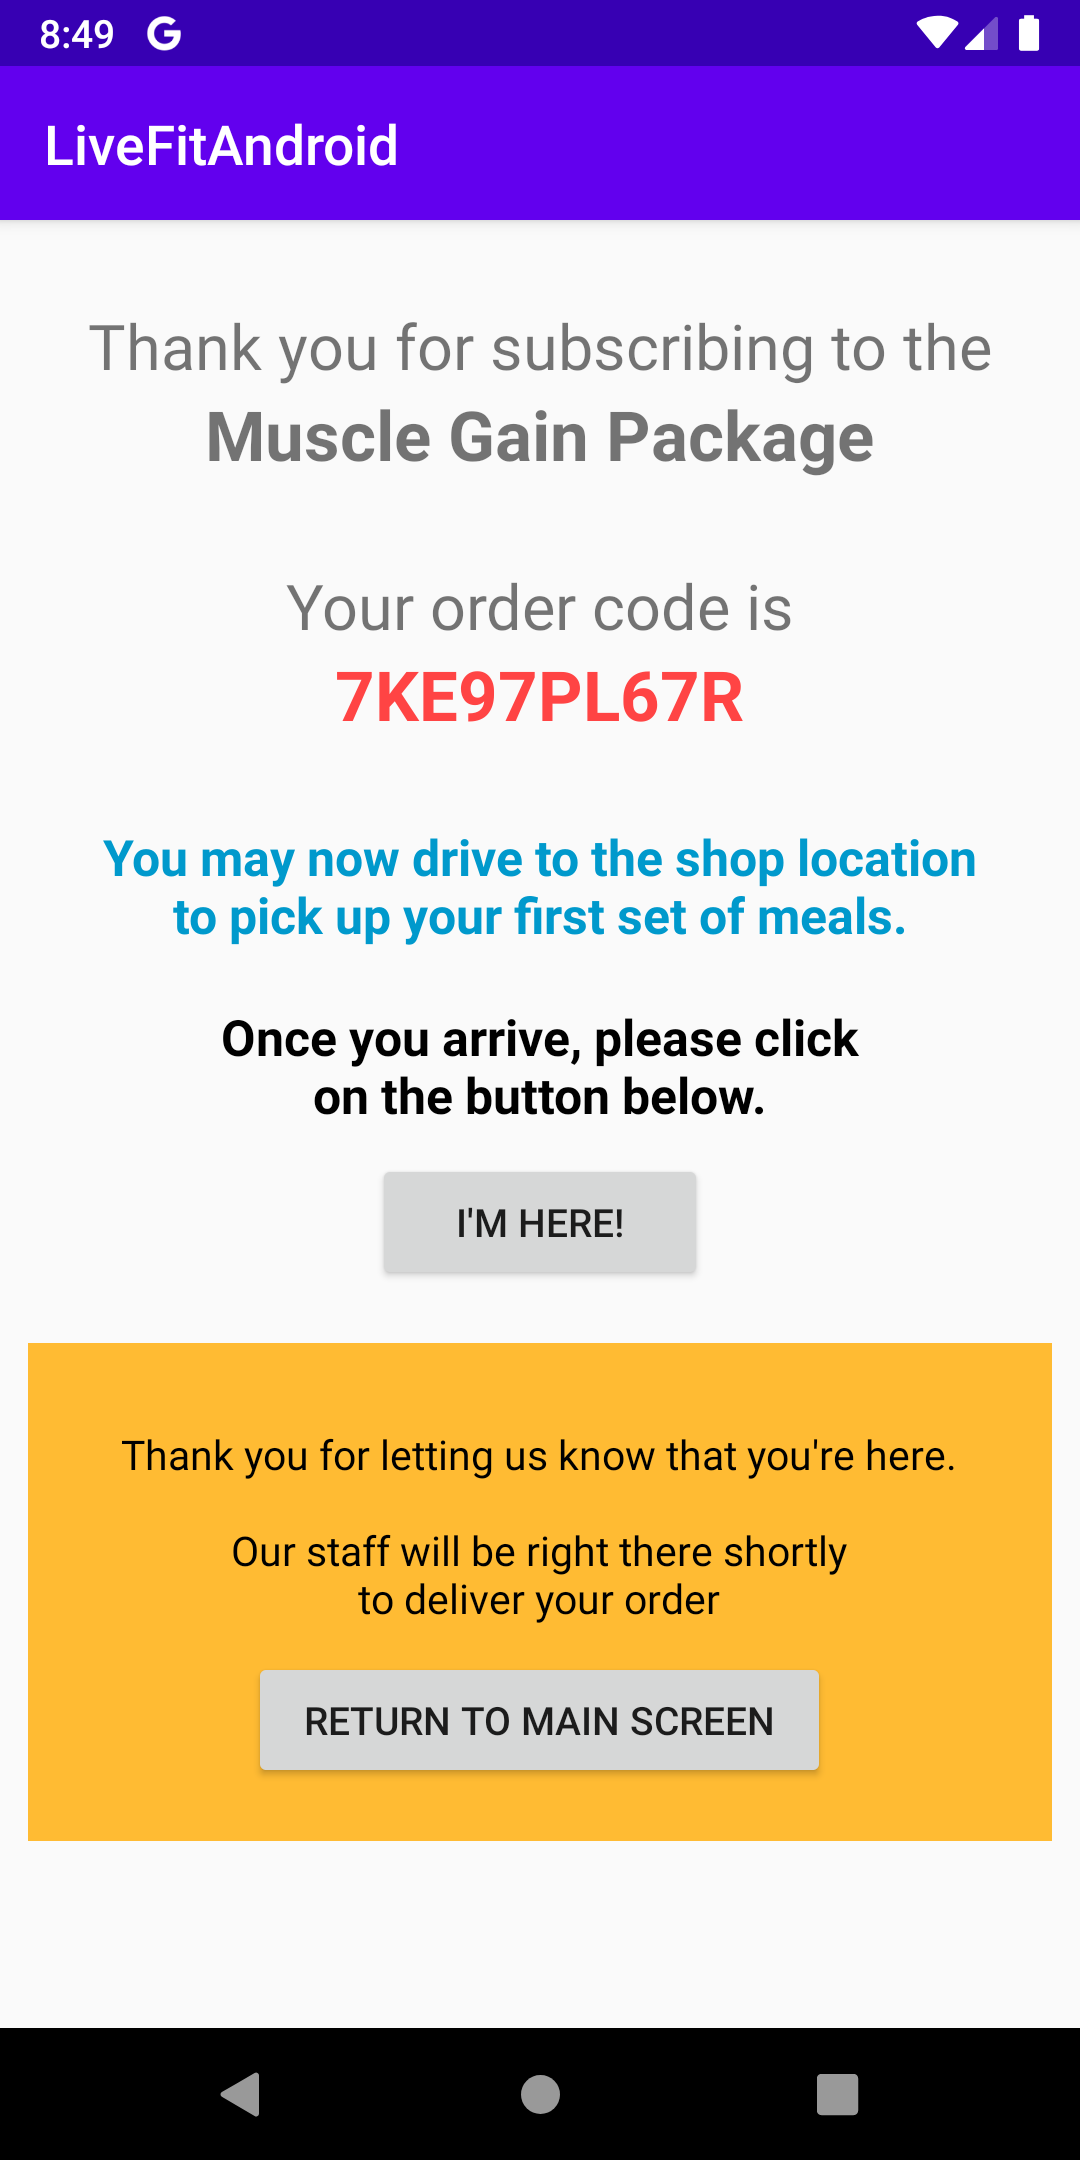 8:49
LiveFitAndroid
Thank you for subscribing to the
Muscle Gain Package
Your order code is
7KE97PL67R
You may now drive to the shop location
to pick up your first set of meals.
Once you arrive, please click
on the button below.
I'M HERE!
Thank you for letting us know that you're here.
Our staff will be right there shortly
to deliver your order
RETURN TO MAIN SCREEN